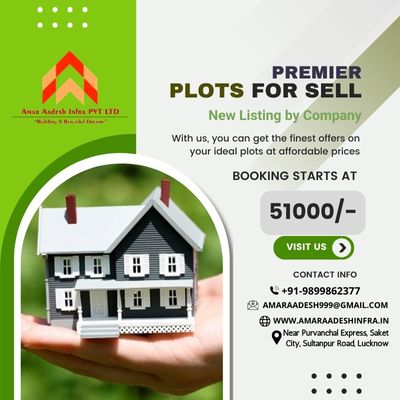 Amar Aadesh Infra PVT LTD
"Building A Beautiful Dreams"
PREMIER
PLOTS FOR SELL
New Listing by Company
With us, you can get the finest offers on
your ideal plots at affordable prices
BOOKING STARTS AT
51000/-
VISIT US
CONTACT INFO
+91-9899862377
AMARAADESH999@GMAIL.COM
WWW.AMARAADESHINFRA.IN
Near Purvanchal Express, Saket
City, Sultanpur Road, Lucknow